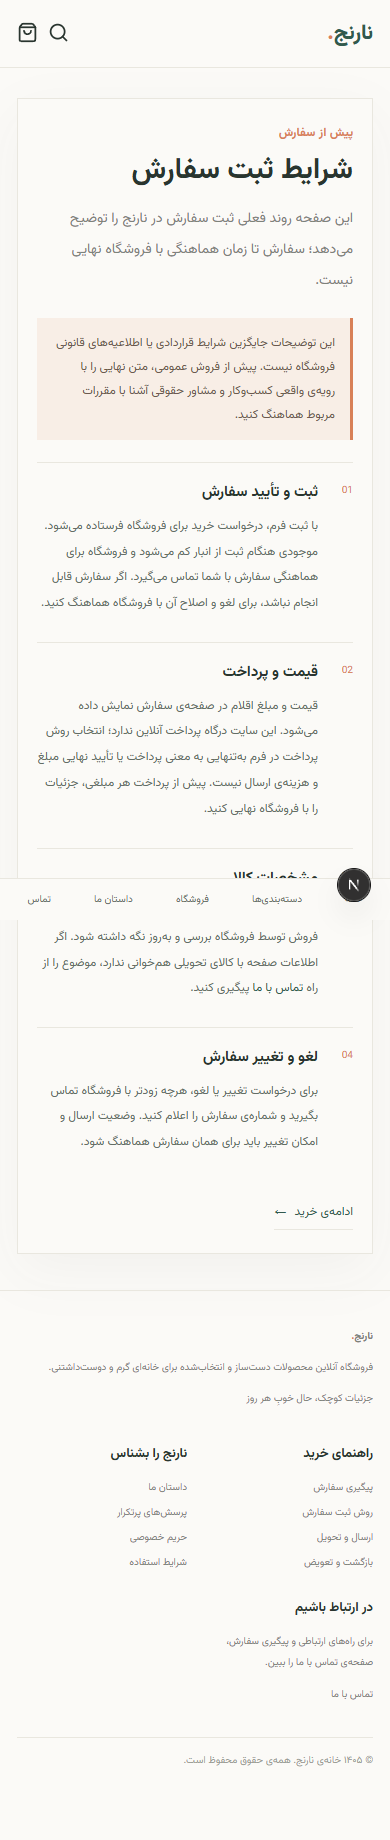 نارنج.
پیش از سفارش
شرایط ثبت سفارش
این صفحه روند فعلی ثبت سفارش در نارنج را توضیح
می‌دهد؛ سفارش تا زمان هماهنگی با فروشگاه نهایی
نیست.
این توضیحات جایگزین شرایط قراردادی یا اطلاعیه‌های قانونی
فروشگاه نیست. پیش از فروش عمومی، متن نهایی را با
رویه‌ی واقعی کسب‌وکار و مشاور حقوقی آشنا با مقررات
مربوط هماهنگ کنید.
01
ثبت و تأیید سفارش
با ثبت فرم، درخواست خرید برای فروشگاه فرستاده می‌شود.
موجودی هنگام ثبت از انبار کم می‌شود و فروشگاه برای
هماهنگی سفارش با شما تماس می‌گیرد. اگر سفارش قابل
انجام نباشد، برای لغو و اصلاح آن با فروشگاه هماهنگ کنید.
02
قیمت و پرداخت
قیمت و مبلغ اقلام در صفحه‌ی سفارش نمایش داده
می‌شود. این سایت درگاه پرداخت آنلاین ندارد؛ انتخاب روش
پرداخت در فرم به‌تنهایی به معنی پرداخت یا تأیید نهایی مبلغ
و هزینه‌ی ارسال نیست. پیش از پرداخت هر مبلغی، جزئیات
را با فروشگاه نهایی کنید.
مشخصات کالا
دسته‌بندی‌ها
فروشگاه
داستان ما
تماس
فروش توسط فروشگاه بررسی و به‌روز نگه داشته شود. اگر
اطلاعات صفحه با کالای تحویلی هم‌خوانی ندارد، موضوع را از
راه تماس با ما پیگیری کنید.
04
لغو و تغییر سفارش
برای درخواست تغییر یا لغو، هرچه زودتر با فروشگاه تماس
بگیرید و شماره‌ی سفارش را اعلام کنید. وضعیت ارسال و
امکان تغییر باید برای همان سفارش هماهنگ شود.
ادامه‌ی خرید ←
نارنج.
فروشگاه آنلاین محصولات دست‌ساز و انتخاب‌شده برای خانه‌ای گرم و دوست‌داشتنی.
جزئیات کوچک، حال خوب هر روز
راهنمای خرید
پیگیری سفارش
روش ثبت سفارش
ارسال و تحویل
بازگشت و تعویض
نارنج را بشناس
داستان ما
پرسش‌های پرتکرار
حریم خصوصی
شرایط استفاده
در ارتباط باشیم
برای راه‌های ارتباطی و پیگیری سفارش،
صفحه‌ی تماس با ما را ببین.
تماس با ما
© ۱۴۰۵ خانه‌ی نارنج. همه‌ی حقوق محفوظ است.